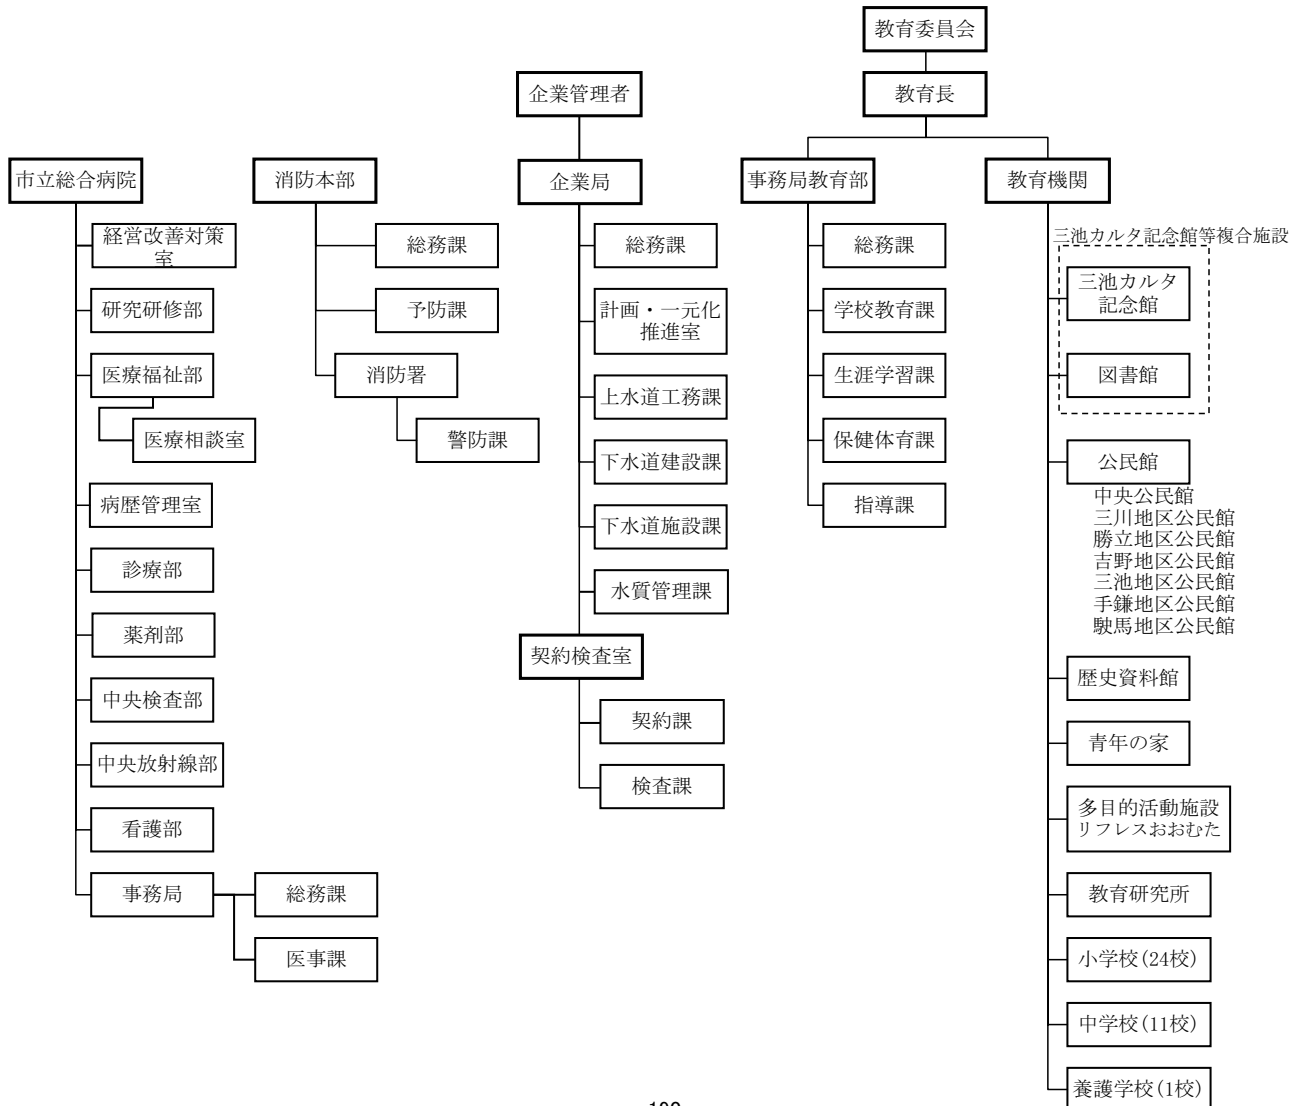 教育委員会
教育長
企業管理者
市立総合病院
経営改善対策
室
研究研修部
医療福祉部
医療相談室
病歴管理室
診療部
薬剤部
中央検査部
中央放射線部
看護部
事務局
総務課
医事課
消防本部
総務課
予防課
消防署
警防課
企業局
総務課
計画・一元化
推進室
上水道工務課
下水道建設課
下水道施設課
水質管理課
契約検査室
契約課
検査課
事務局教育部
総務課
学校教育課
生涯学習課
保健体育課
指導課
教育機関
三池カルタ記念館等複合施設
三池カルタ
記念館
図書館
公民館
中央公民館
三川地区公民館
勝立地区公民館
吉野地区公民館
三池地区公民館
手鎌地区公民館
駛馬地区公民館
歴史資料館
青年の家
多目的活動施設
リフレスおおむた
教育研究所
小学校(24校)
中学校(11校)
養護学校(1校)